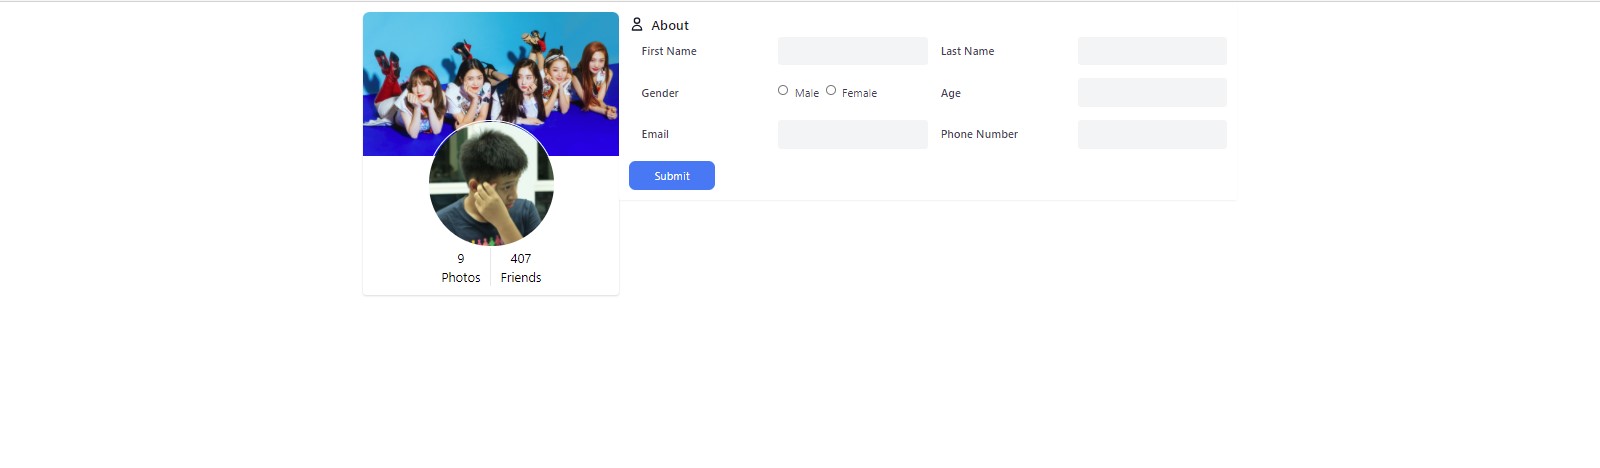 About
First Name
Last Name
Gender
Male
Female
Age
Email
Phone Number
Submit
9
Photos
407
Friends